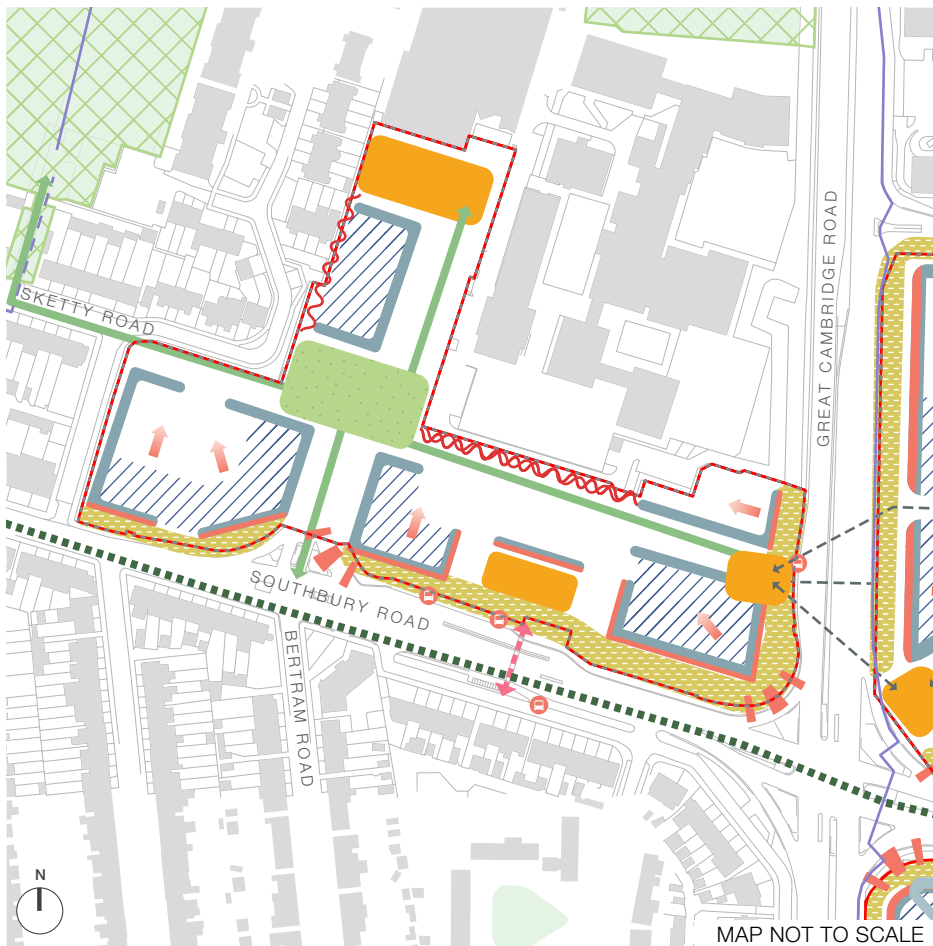 SKETTY ROAD
GREAT CAMBRIDGE ROAD
SOUTHBURY ROAD
BERTRAM ROAD
N
MAP NOT TO SCALE